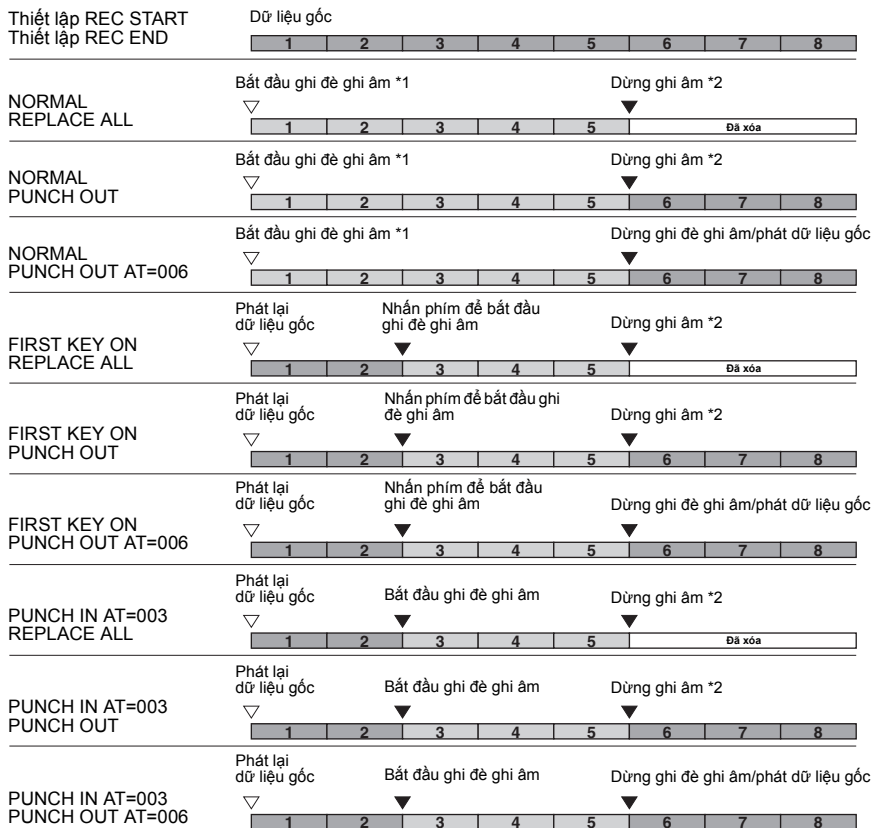 Thiết lập REC START
Thiết lập REC END
Dữ liệu gốc
1 2 3 4 5 6 7 8
NORMAL
REPLACE ALL
Bắt đầu ghi đè ghi âm *1
Dừng ghi âm *2
1 2 3 4 5 Đã xóa
NORMAL
PUNCH OUT
Bắt đầu ghi đè ghi âm *1
Dừng ghi âm *2
1 2 3 4 5 6 7 8
NORMAL
PUNCH OUT AT=006
Bắt đầu ghi đè ghi âm *1
Dừng ghi đè ghi âm/phát dữ liệu gốc
1 2 3 4 5 6 7 8
FIRST KEY ON
REPLACE ALL
Phát lại
dữ liệu gốc
Nhấn phím để bắt đầu
ghi đè ghi âm
Dừng ghi âm *2
1 2 3 4 5 Đã xóa
FIRST KEY ON
PUNCH OUT
Phát lại
dữ liệu gốc
Nhấn phím để bắt đầu ghi
đè ghi âm
Dừng ghi âm *2
1 2 3 4 5 6 7 8
FIRST KEY ON
PUNCH OUT AT=006
Phát lại
dữ liệu gốc
Nhấn phím để bắt đầu
ghi đè ghi âm
Dừng ghi đè ghi âm/phát dữ liệu gốc
1 2 3 4 5 6 7 8
PUNCH IN AT=003
REPLACE ALL
Phát lại
dữ liệu gốc
Bắt đầu ghi đè ghi âm
Dừng ghi âm *2
1 2 3 4 5 Đã xóa
PUNCH IN AT=003
PUNCH OUT
Phát lại
dữ liệu gốc
Bắt đầu ghi đè ghi âm
Dừng ghi âm *2
1 2 3 4 5 6 7 8
PUNCH IN AT=003
PUNCH OUT AT=006
Phát lại
dữ liệu gốc
Bắt đầu ghi đè ghi âm
Dừng ghi đè ghi âm/phát dữ liệu gốc
1 2 3 4 5 6 7 8